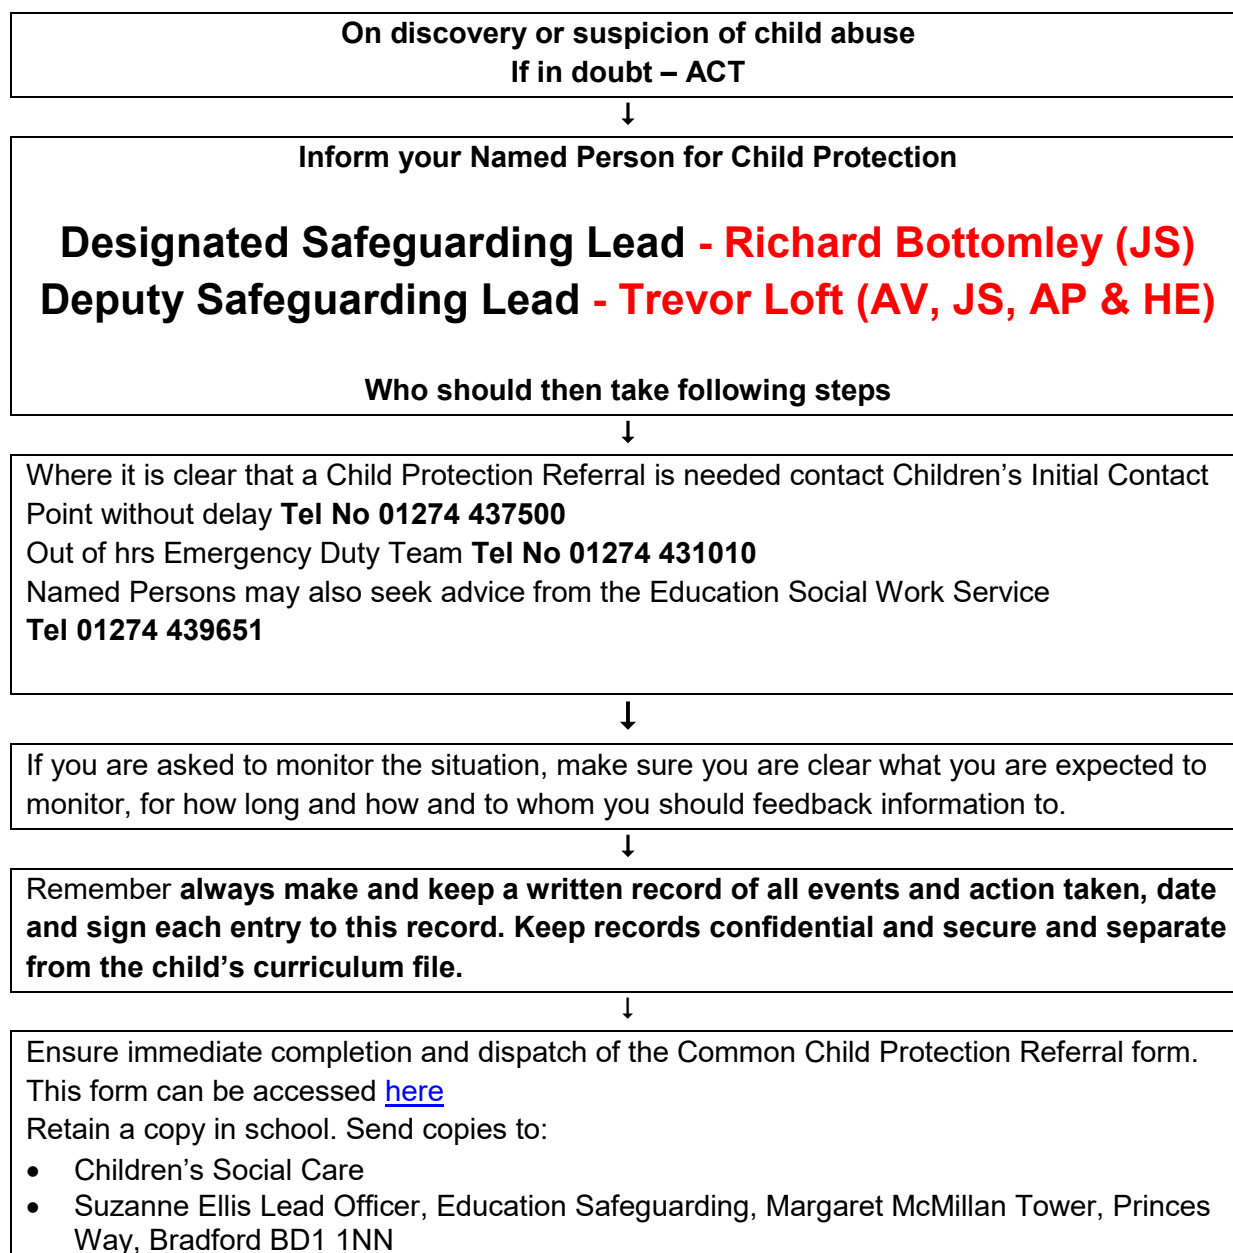 On discovery or suspicion of child abuse
If in doubt – ACT
↓
Inform your Named Person for Child Protection
Designated Safeguarding Lead - Richard Bottomley (JS)
Deputy Safeguarding Lead - Trevor Loft (AV, JS, AP & HE)
Who should then take following steps
↓
Where it is clear that a Child Protection Referral is needed contact Children’s Initial Contact
Point without delay Tel No 01274 437500
Out of hrs Emergency Duty Team Tel No 01274 431010
Named Persons may also seek advice from the Education Social Work Service
Tel 01274 439651
↓
If you are asked to monitor the situation, make sure you are clear what you are expected to
monitor, for how long and how and to whom you should feedback information to.
↓
Remember always make and keep a written record of all events and action taken, date
and sign each entry to this record. Keep records confidential and secure and separate
from the child’s curriculum file.
↓
Ensure immediate completion and dispatch of the Common Child Protection Referral form.
This form can be accessed here
Retain a copy in school. Send copies to:
• Children’s Social Care
• Suzanne Ellis Lead Officer, Education Safeguarding, Margaret McMillan Tower, Princes
Way, Bradford BD1 1NN